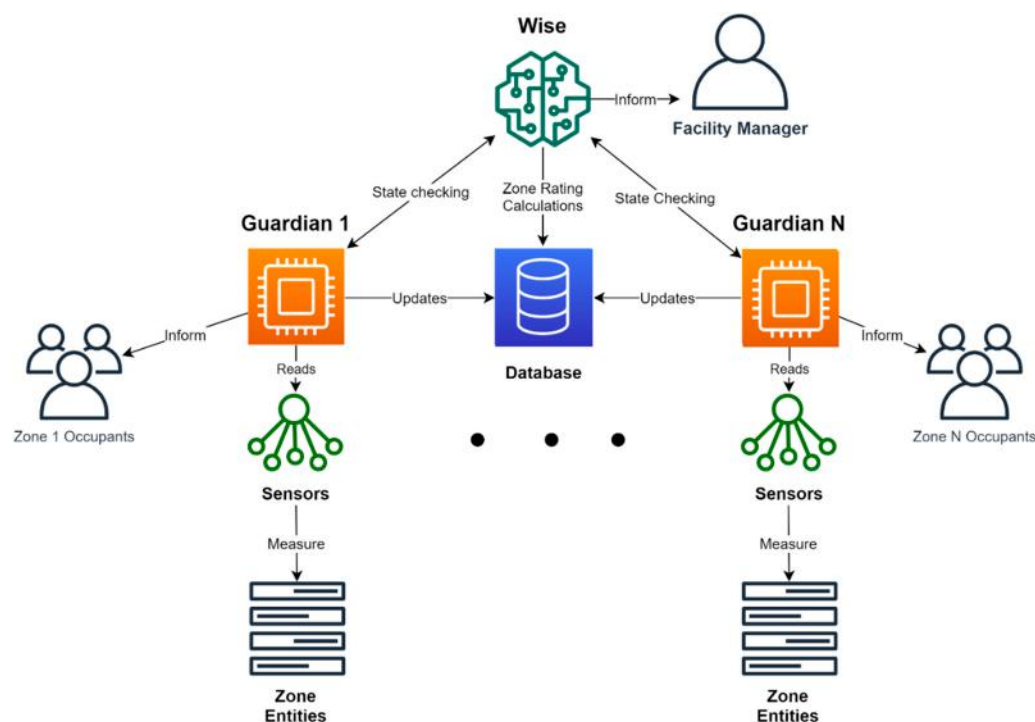 Wise
Inform
Facility Manager
State checking
Zone Rating
Calculations
State Checking
Guardian 1
Guardian N
Updates
Updates
Inform
Inform
Reads
Database
Reads
Zone 1 Occupants
Zone N Occupants
Sensors
Sensors
Measure
Measure
Zone
Entities
Zone
Entities